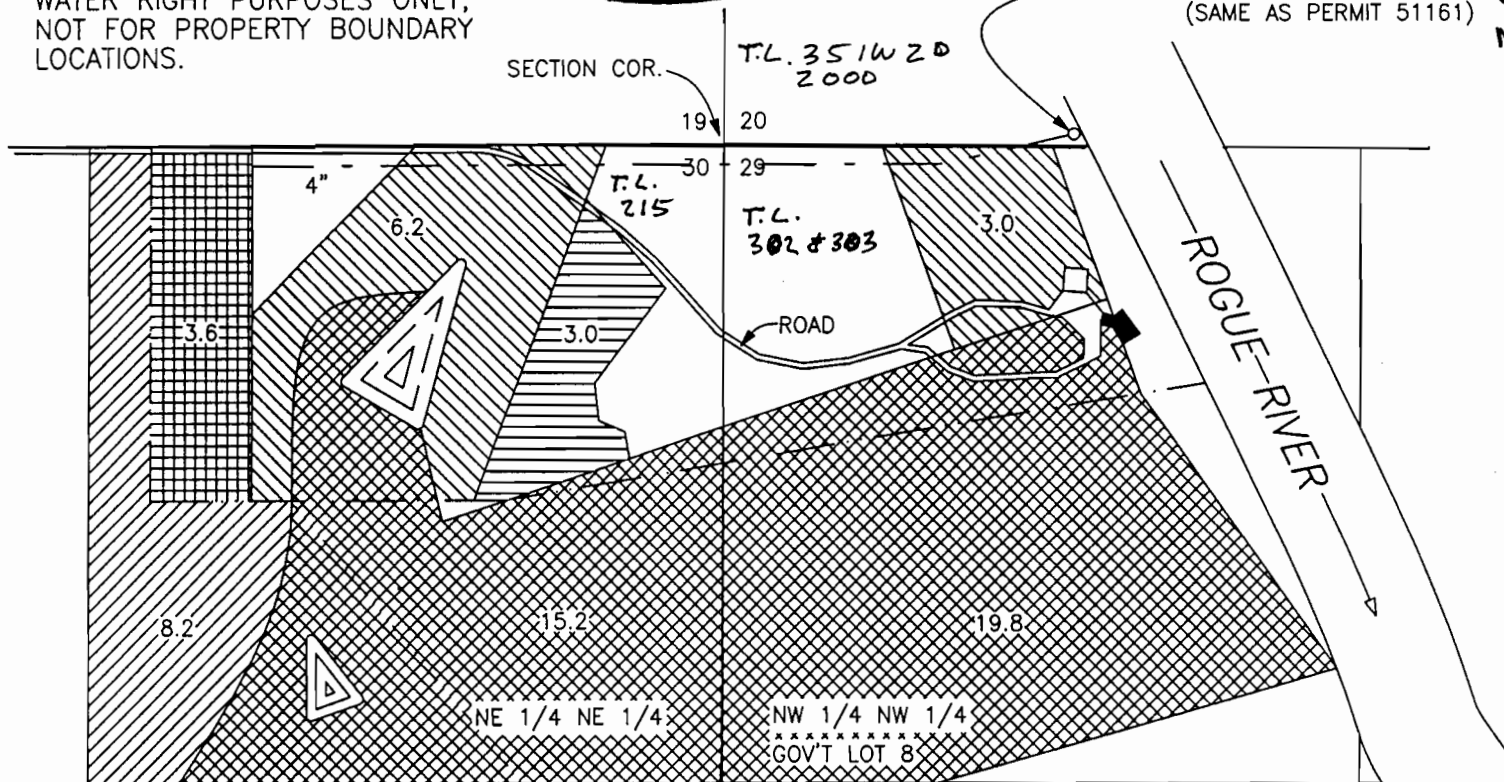 WATER RIGHT PURPOSES ONLY,
NOT FOR PROPERTY BOUNDARY
LOCATIONS.
(SAME AS PERMIT 51161)
SECTION COR.
T.L. 351W 20
2000
19 20
30 29
4"
T.L.
215
T.L.
302 & 303
6.2
3.0
3.6
3.0
ROAD
ROGUE RIVER
8.2
15.2
19.8
NE 1/4 NE 1/4
NW 1/4 NW 1/4
GOV'T LOT 8